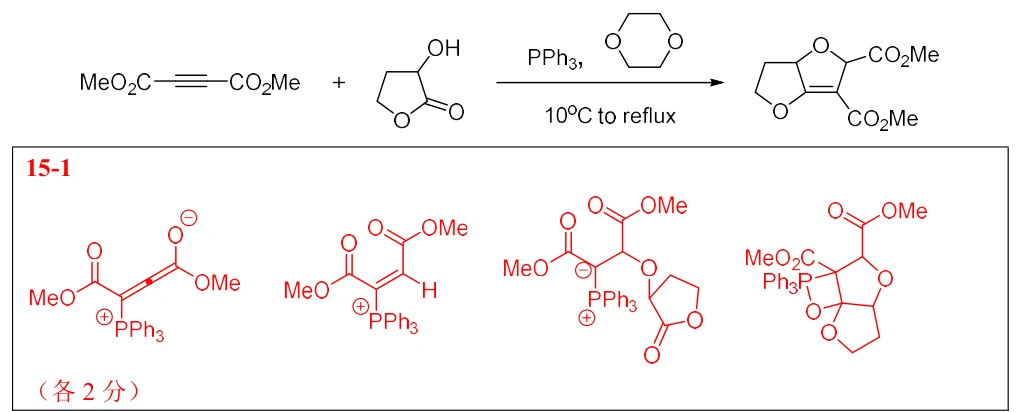 MeO₂C CO₂Me + OH O O PPh₃, O O 10⁰C to reflux O CO₂Me O CO₂Me
15-1
O MeO ⊕ PPh₃ O ⊖ OMe
O MeO ⊕ PPh₃ O OMe H
O MeO ⊖ PPh₃ ⊕ O OMe O O O
O OMe MeO₂C Ph₃P O O O
（各 2 分）